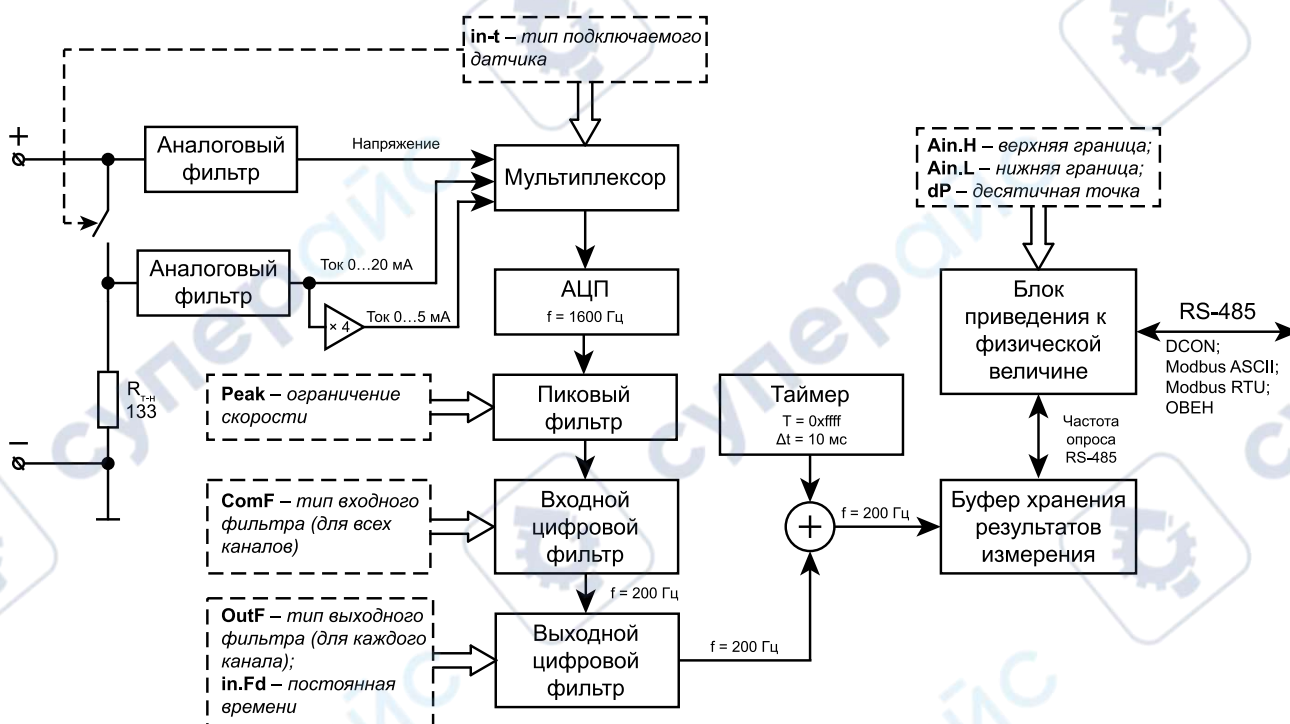 in-t – тип подключаемого
датчика
+
Аналоговый
фильтр
Напряжение
Мультиплексор
Ain.H – верхняя граница;
Ain.L – нижняя граница;
dP – десятичная точка
Аналоговый
фильтр
Ток 0...20 мА
× 4
Ток 0...5 мА
АЦП
f = 1600 Гц
Блок
приведения к
физической
величине
RS-485
DCON;
Modbus ASCII;
Modbus RTU;
ОВЕН
Rт-н
133
–
Peak – ограничение
скорости
Пиковый
фильтр
Таймер
T = 0xffff
Δt = 10 мс
Частота
опроса
RS-485
ComF – тип входного
фильтра (для всех
каналов)
Входной
цифровой
фильтр
+
f = 200 Гц
Буфер хранения
результатов
измерения
f = 200 Гц
OutF – тип выходного
фильтра (для каждого
канала);
in.Fd – постоянная
времени
Выходной
цифровой
фильтр
f = 200 Гц
суперайс
суперайс